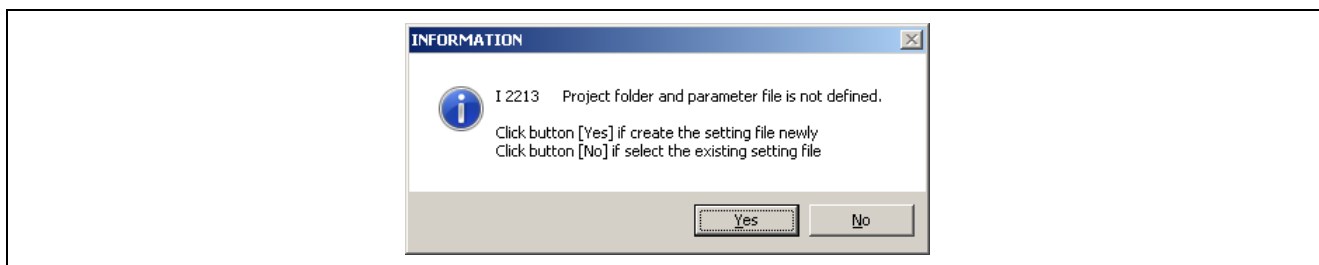 INFORMATION
I 2213 Project folder and parameter file is not defined.
Click button [Yes] if create the setting file newly
Click button [No] if select the existing setting file
Yes No